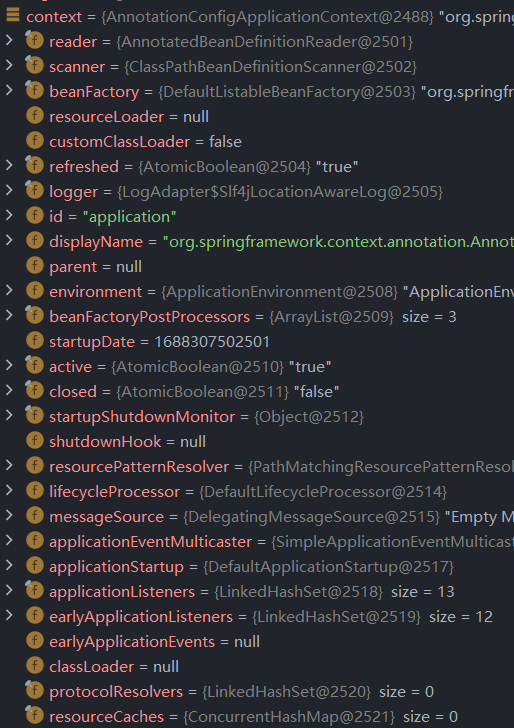 context = {AnnotationConfigApplicationContext@2488} "org.spring
f reader = {AnnotatedBeanDefinitionReader@2501}
f scanner = {ClassPathBeanDefinitionScanner@2502}
f beanFactory = {DefaultListableBeanFactory@2503} "org.springfr
f resourceLoader = null
f customClassLoader = false
f refreshed = {AtomicBoolean@2504} "true"
f logger = {LogAdapter$Slf4jLocationAwareLog@2505}
f id = "application"
f displayName = "org.springframework.context.annotation.Annot
f parent = null
f environment = {ApplicationEnvironment@2508} "ApplicationEnv
f beanFactoryPostProcessors = {ArrayList@2509} size = 3
f startupDate = 1688307502501
f active = {AtomicBoolean@2510} "true"
f closed = {AtomicBoolean@2511} "false"
f startupShutdownMonitor = {Object@2512}
f shutdownHook = null
f resourcePatternResolver = {PathMatchingResourcePatternResol
f lifecycleProcessor = {DefaultLifecycleProcessor@2514}
f messageSource = {DelegatingMessageSource@2515} "Empty M
f applicationEventMulticaster = {SimpleApplicationEventMulticast
f applicationStartup = {DefaultApplicationStartup@2517}
f applicationListeners = {LinkedHashSet@2518} size = 13
f earlyApplicationListeners = {LinkedHashSet@2519} size = 12
f earlyApplicationEvents = null
f classLoader = null
f protocolResolvers = {LinkedHashSet@2520} size = 0
f resourceCaches = {ConcurrentHashMap@2521} size = 0